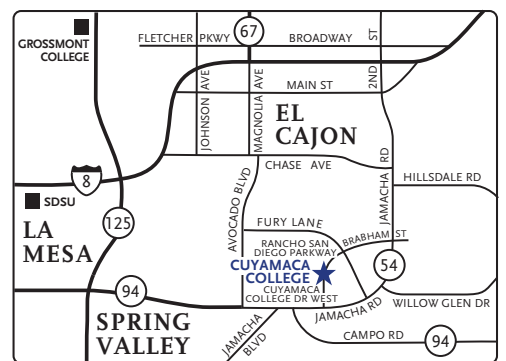 GROSSMONT
COLLEGE
FLETCHER PKWY
67
BROADWAY
2ND ST
JOHNSON AVE
MAGNOLIA AVE
MAIN ST
EL
CAJON
CHASE AVE
JAMACHA RD
HILLSDALE RD
8
SDSU
125
LA
MESA
AVOCADO BLVD
FURY LANE
RANCHO SAN
DIEGO PARKWAY
BRABHAM ST
CUYAMACA
COLLEGE
CUYAMACA
COLLEGE DR WEST
54
94
JAMACHA RD
WILLOW GLEN DR
SPRING
VALLEY
JAMACHA
BLVD
CAMPO RD
94